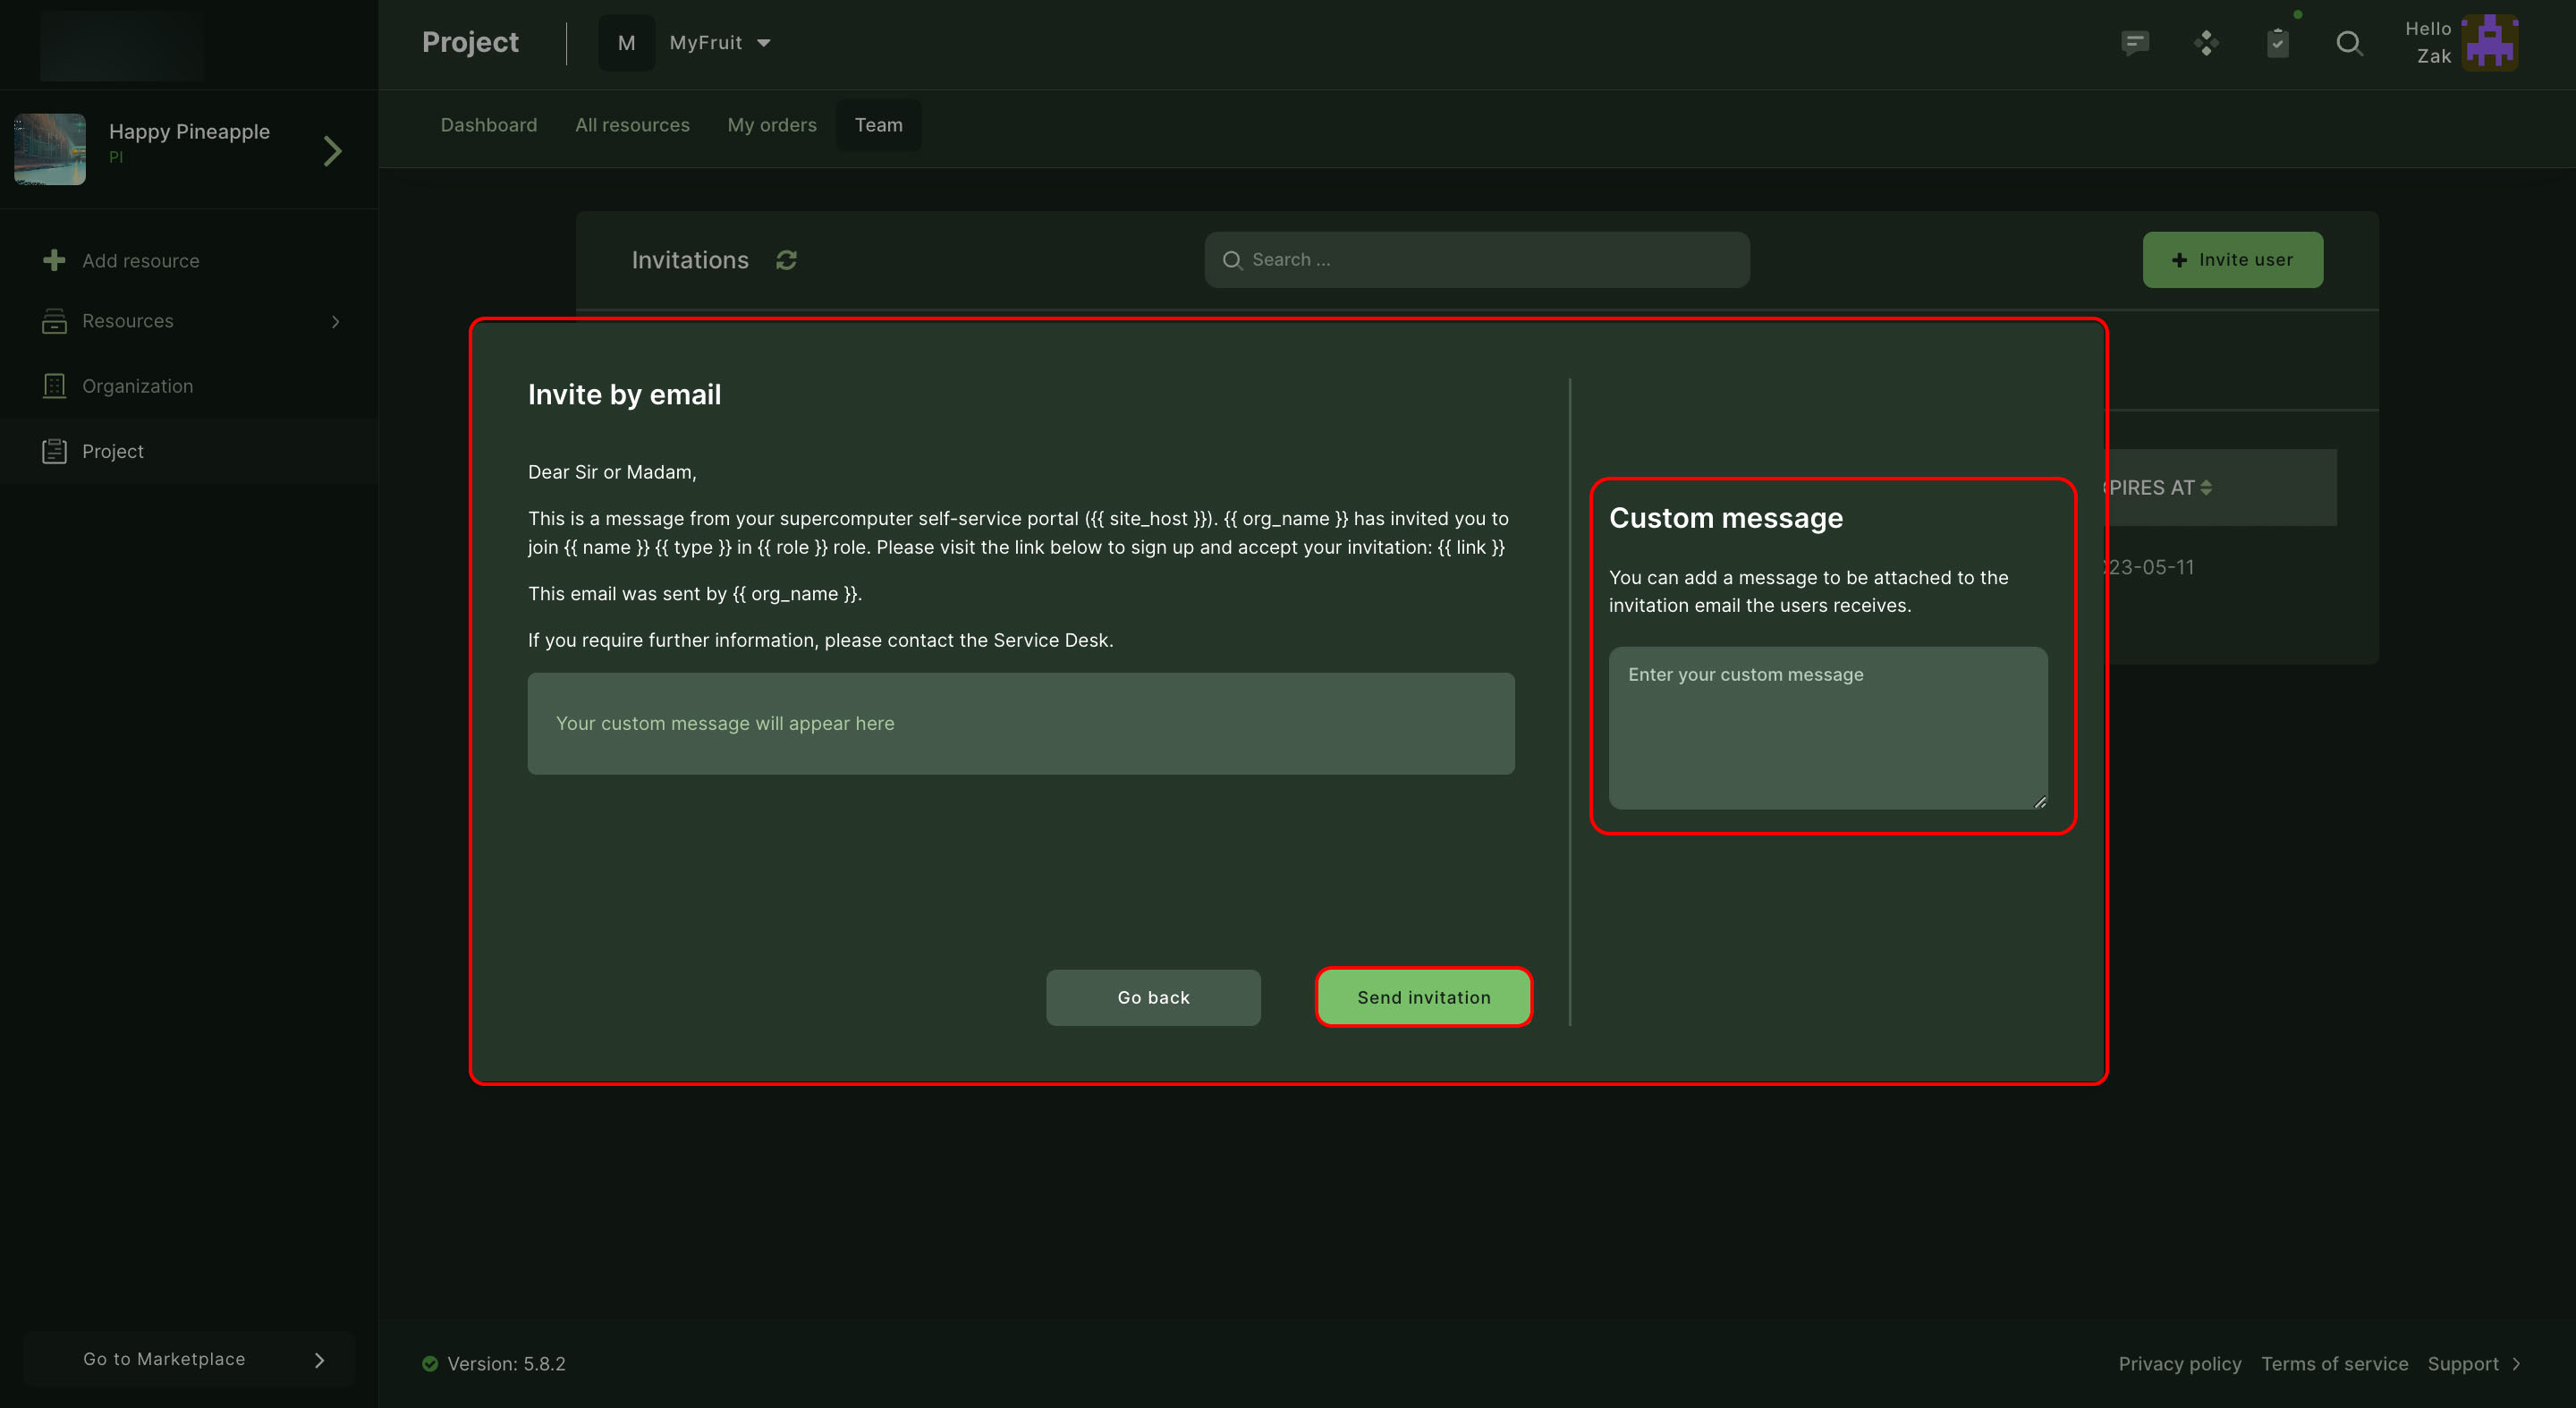 Project
M
MyFruit
Hello
Zak
Happy Pineapple
PI
Dashboard
All resources
My orders
Team
Add resource
Resources
Organization
Project
Invitations
Search ...
Invite user
PIRES AT
23-05-11
Invite by email
Dear Sir or Madam,
This is a message from your supercomputer self-service portal ({{ site_host }}). {{ org_name }} has invited you to
join {{ name }} {{ type }} in {{ role }} role. Please visit the link below to sign up and accept your invitation: {{ link }}
This email was sent by {{ org_name }}.
If you require further information, please contact the Service Desk.
Your custom message will appear here
Go back
Send invitation
Custom message
You can add a message to be attached to the
invitation email the users receives.
Enter your custom message
Go to Marketplace
Version: 5.8.2
Privacy policy
Terms of service
Support